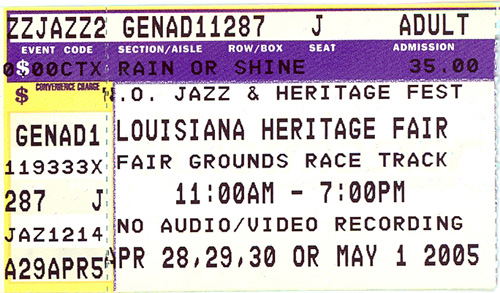 ZZJAZZ2 GENAD11287 J ADULT
EVENT CODE SECTION/AISLE ROW/BOX SEAT ADMISSION
$ 0.00CTX RAIN OR SHINE 35.00
$ CONVENIENCE CHARGE .O. JAZZ & HERITAGE FEST
GENAD1 LOUISIANA HERITAGE FAIR
119333X FAIR GROUNDS RACE TRACK
287 J 11:00AM - 7:00PM
JAZ1214 NO AUDIO/VIDEO RECORDING
A29APR5 APR 28,29,30 OR MAY 1 2005